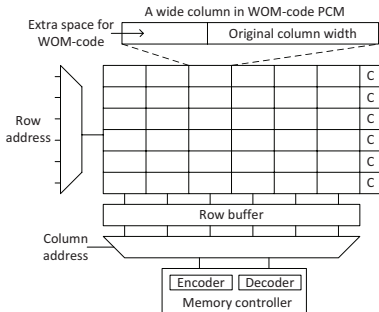 A wide column in WOM-code PCM
Extra space for
WOM-code
Original column width
C
C
C
C
C
C
Row
address
Row buffer
Column
address
Encoder
Decoder
Memory controller